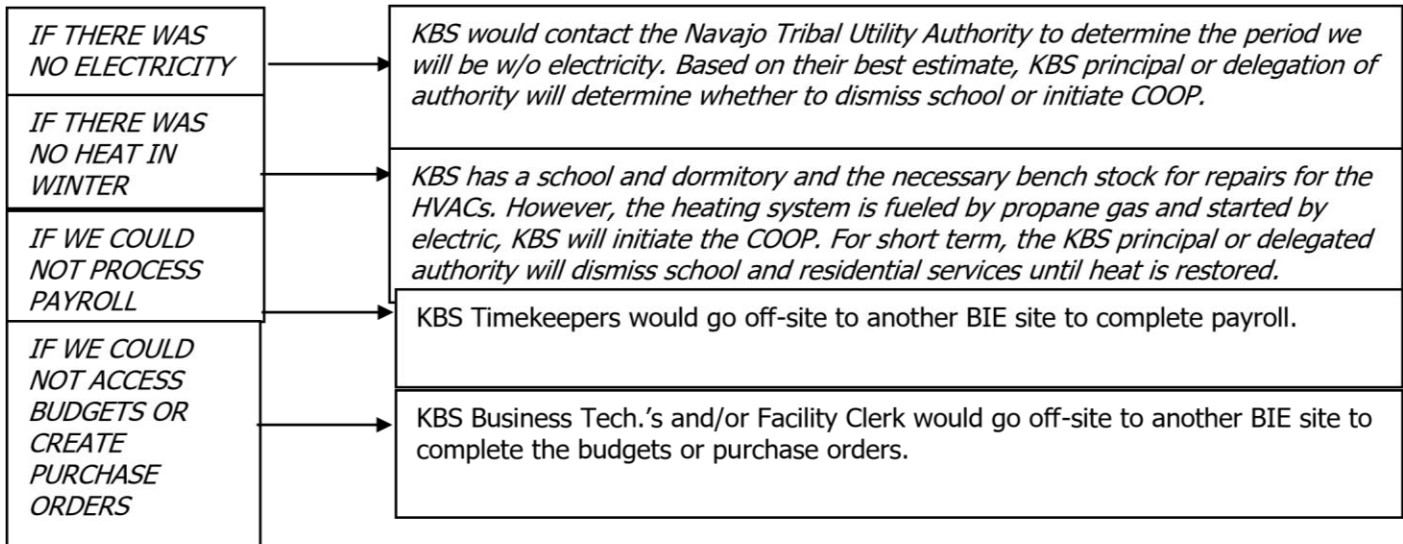 IF THERE WAS
NO ELECTRICITY
KBS would contact the Navajo Tribal Utility Authority to determine the period we
will be w/o electricity. Based on their best estimate, KBS principal or delegation of
authority will determine whether to dismiss school or initiate COOP.
IF THERE WAS
NO HEAT IN
WINTER
KBS has a school and dormitory and the necessary bench stock for repairs for the
HVACs. However, the heating system is fueled by propane gas and started by
electric, KBS will initiate the COOP. For short term, the KBS principal or delegated
authority will dismiss school and residential services until heat is restored.
IF WE COULD
NOT PROCESS
PAYROLL
KBS Timekeepers would go off-site to another BIE site to complete payroll.
IF WE COULD
NOT ACCESS
BUDGETS OR
CREATE
PURCHASE
ORDERS
KBS Business Tech.'s and/or Facility Clerk would go off-site to another BIE site to
complete the budgets or purchase orders.